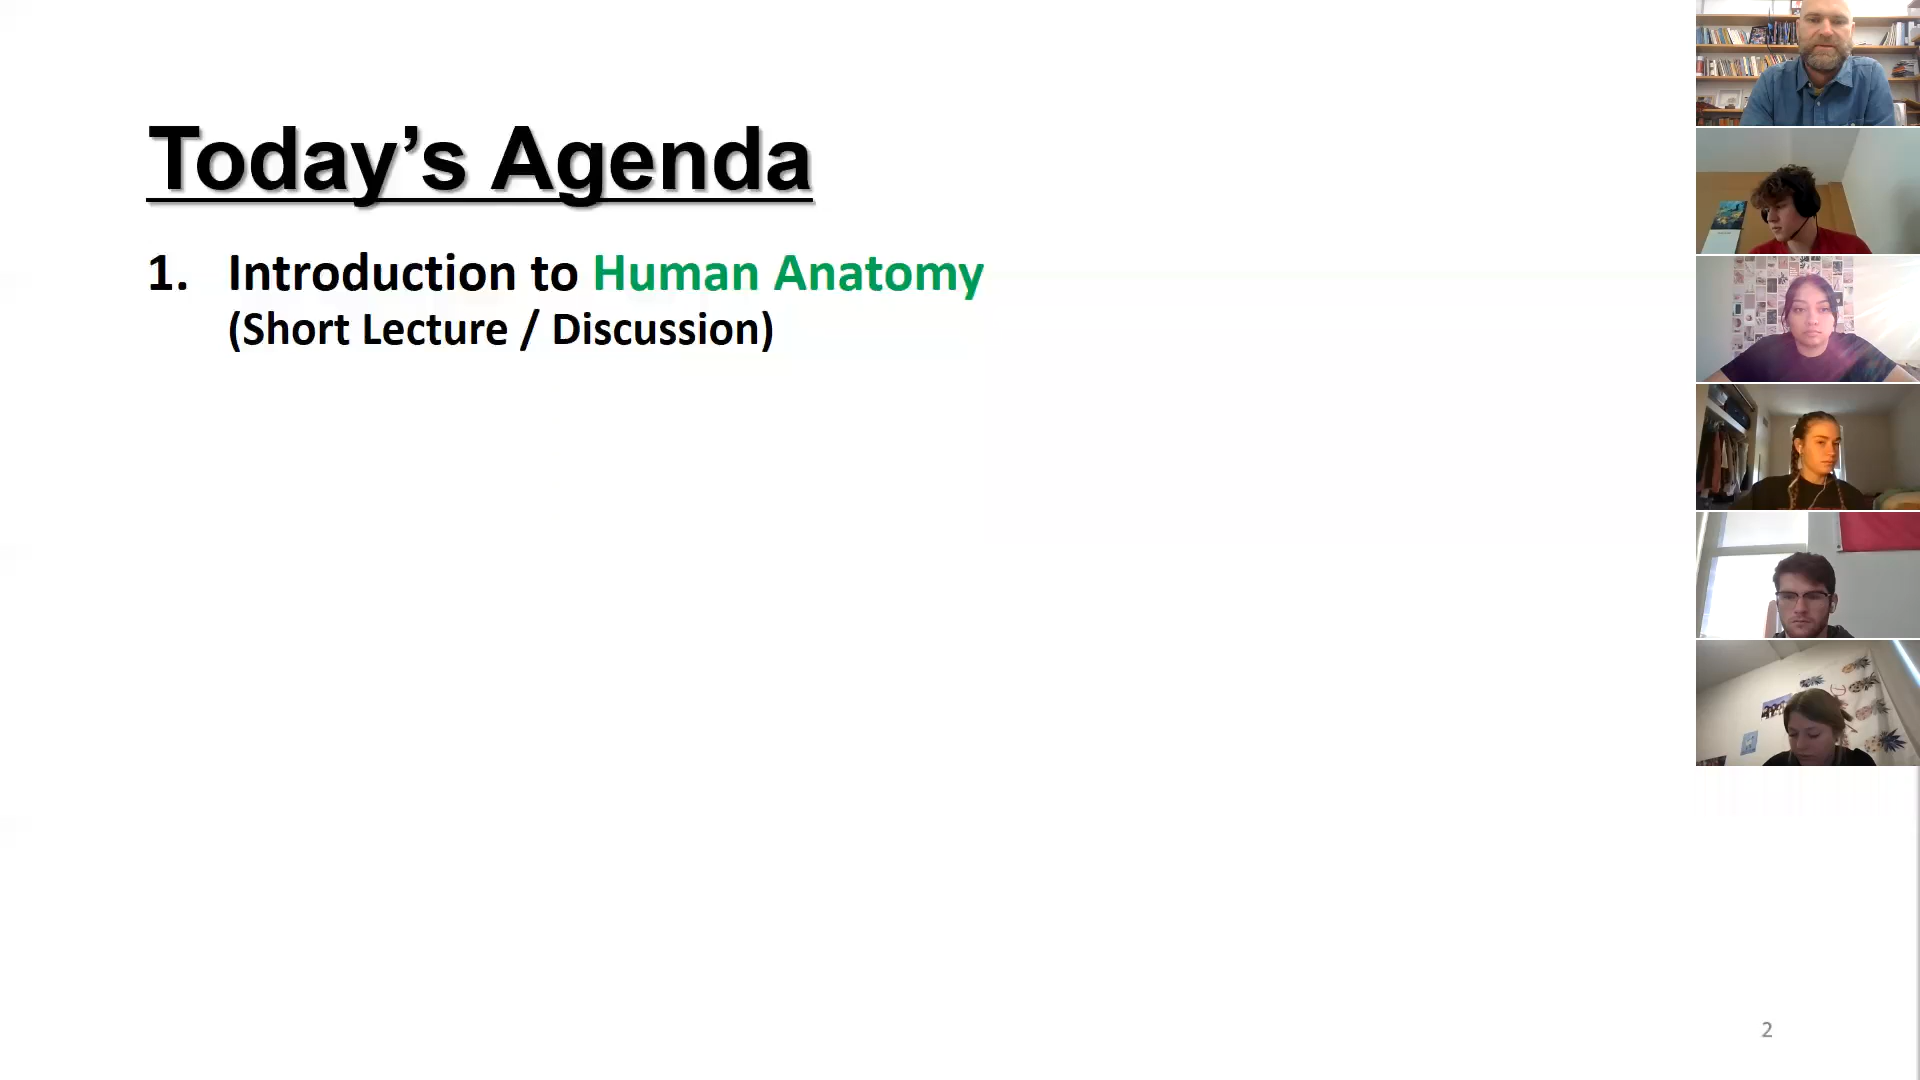 Today’s Agenda
1. Introduction to Human Anatomy
(Short Lecture / Discussion)
2